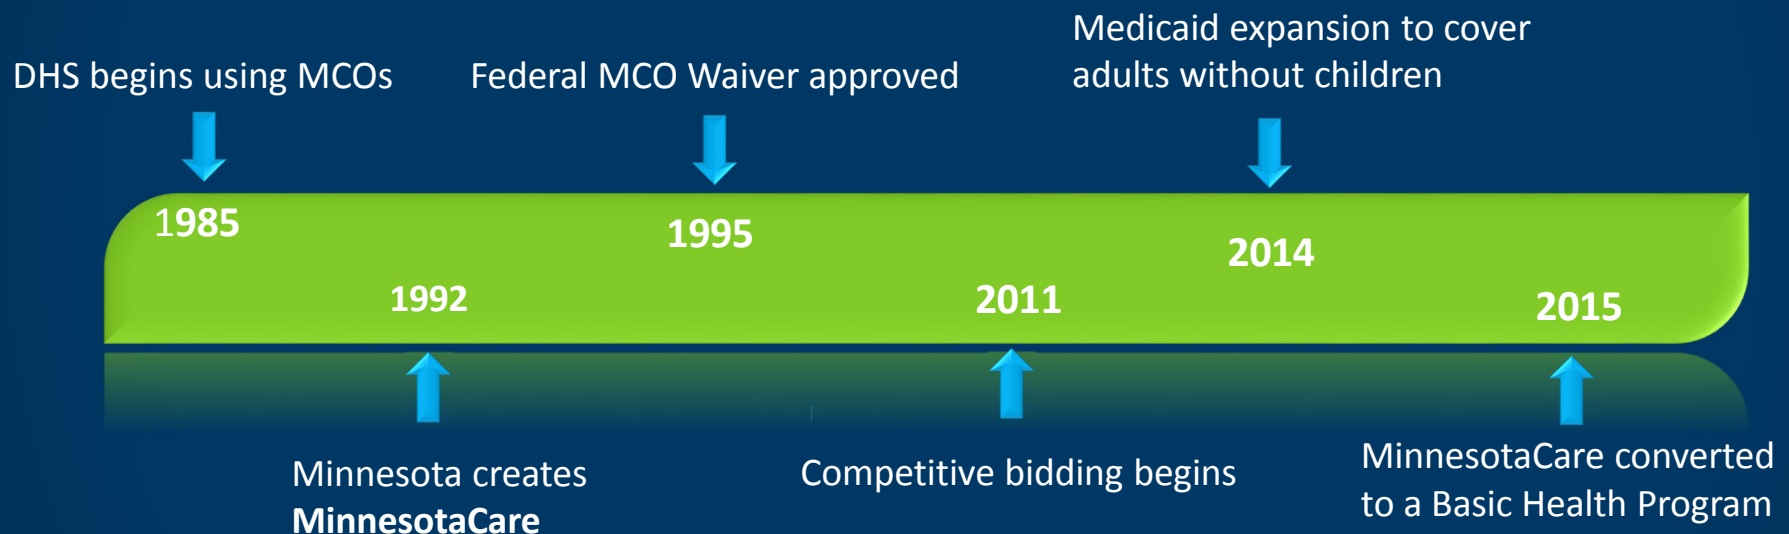 Medicaid expansion to cover
adults without children
DHS begins using MCOs
Federal MCO Waiver approved
1985
1995
2014
1992
2011
2015
Minnesota creates
MinnesotaCare
Competitive bidding begins
MinnesotaCare converted
to a Basic Health Program